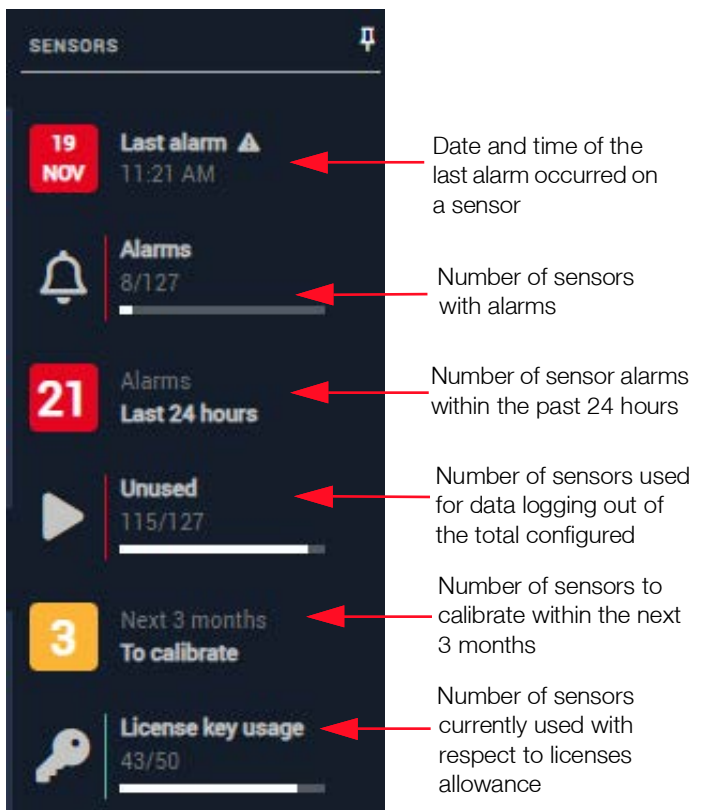 SENSORS
19
NOV
Last alarm
11:21 AM
Date and time of the
last alarm occurred on
a sensor
Alarms
8/127
Number of sensors
with alarms
21
Alarms
Last 24 hours
Number of sensor alarms
within the past 24 hours
Unused
115/127
Number of sensors used
for data logging out of
the total configured
3
Next 3 months
To calibrate
Number of sensors to
calibrate within the next
3 months
License key usage
43/50
Number of sensors
currently used with
respect to licenses
allowance